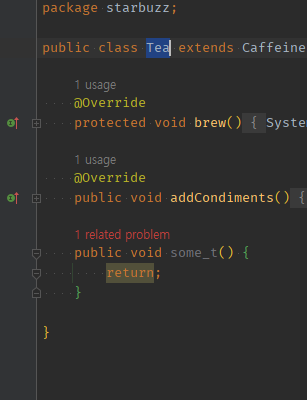 package starbuzz;
public class Tea extends Caffeine
1 usage
@Override
protected void brew() { System
1 usage
@Override
public void addCondiments() {
1 related problem
public void some_t() {
return;
}
}